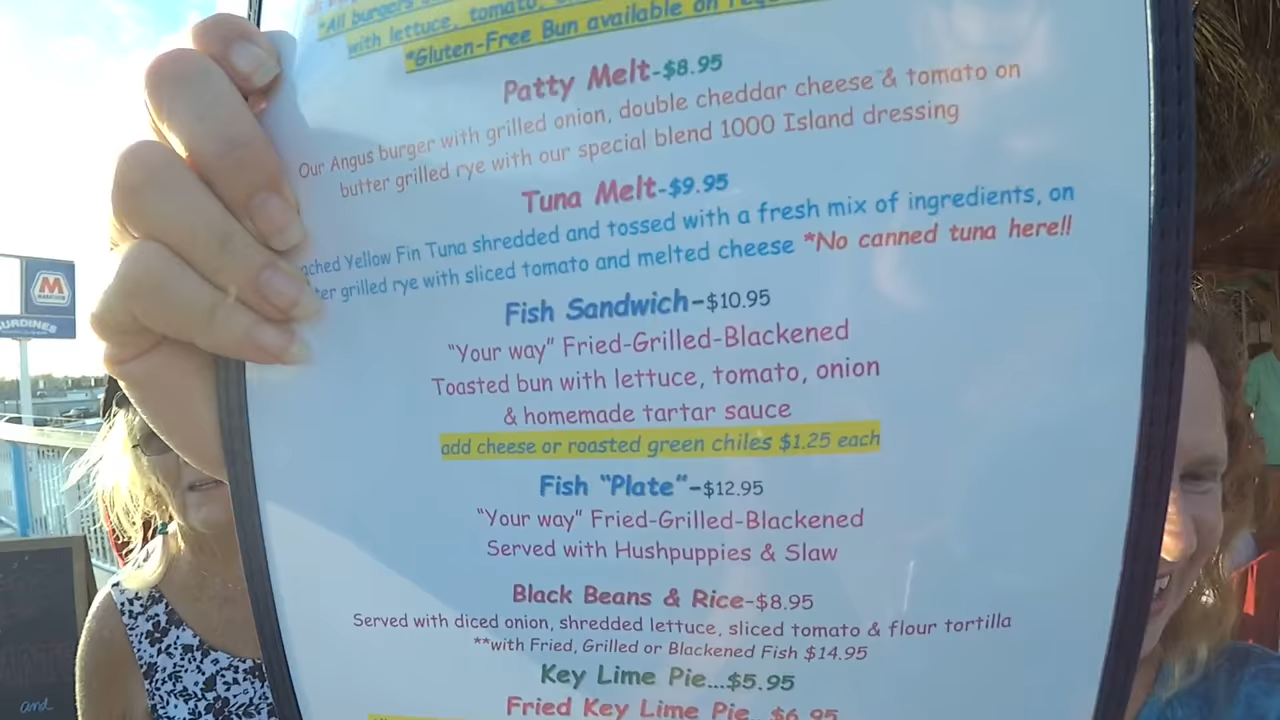 *All burgers
with lettuce, tomato,
*Gluten-Free Bun available on
Patty Melt-$8.95
Our Angus burger with grilled onion, double cheddar cheese & tomato on
butter grilled rye with our special blend 1000 Island dressing
Tuna Melt-$9.95
ached Yellow Fin Tuna shredded and tossed with a fresh mix of ingredients, on
ter grilled rye with sliced tomato and melted cheese *No canned tuna here!!
Fish Sandwich-$10.95
"Your way" Fried-Grilled-Blackened
Toasted bun with lettuce, tomato, onion
& homemade tartar sauce
add cheese or roasted green chiles $1.25 each
Fish "Plate"-$12.95
"Your way" Fried-Grilled-Blackened
Served with Hushpuppies & Slaw
Black Beans & Rice-$8.95
Served with diced onion, shredded lettuce, sliced tomato & flour tortilla
**with Fried, Grilled or Blackened Fish $14.95
Key Lime Pie...$5.95
Fried Key Lime Pie..$6.95
M
MARATHON
URDINES
and